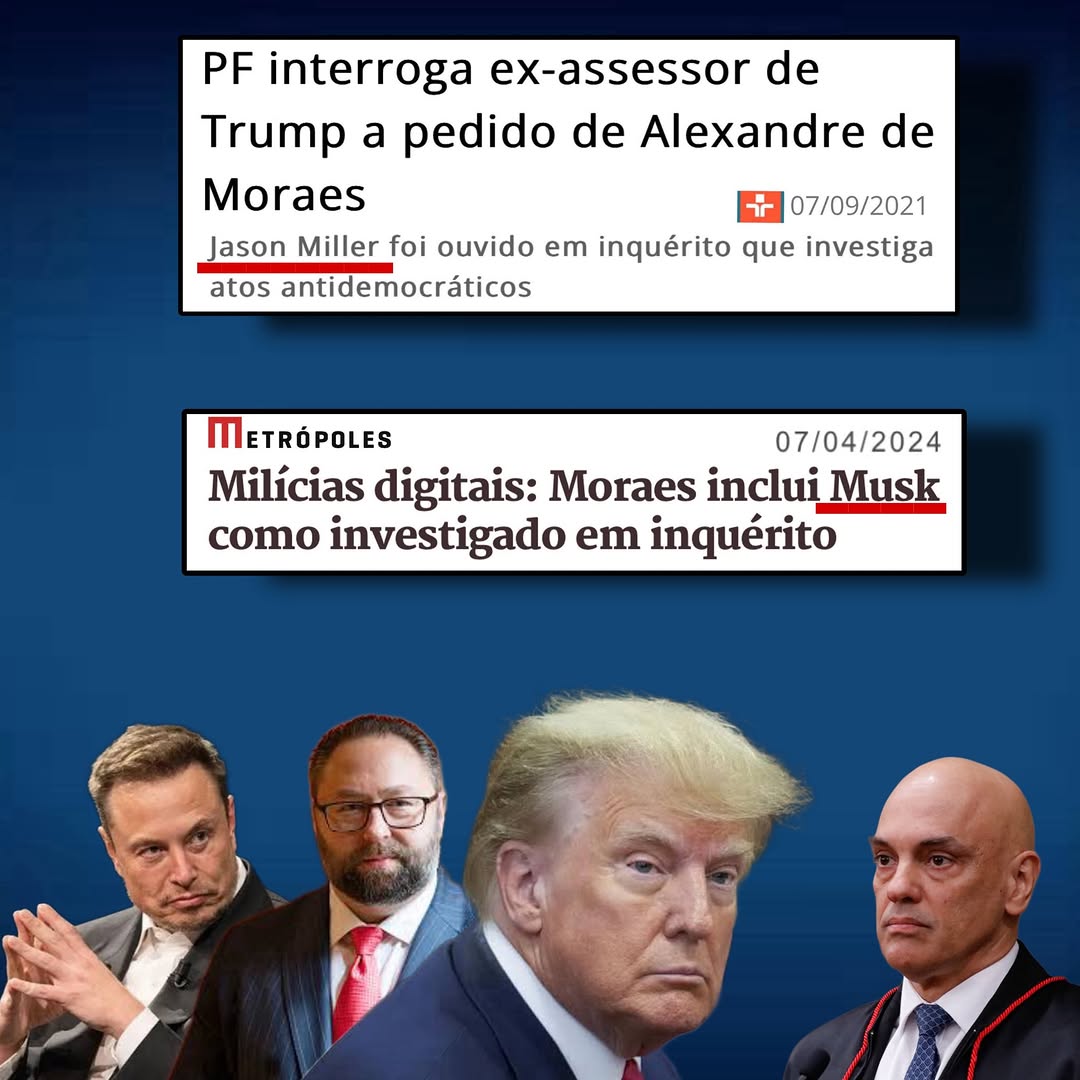 PF interroga ex-assessor de
Trump a pedido de Alexandre de
Moraes
07/09/2021
Jason Miller foi ouvido em inquérito que investiga
atos antidemocráticos
METRÓPOLES
07/04/2024
Milícias digitais: Moraes inclui Musk
como investigado em inquérito